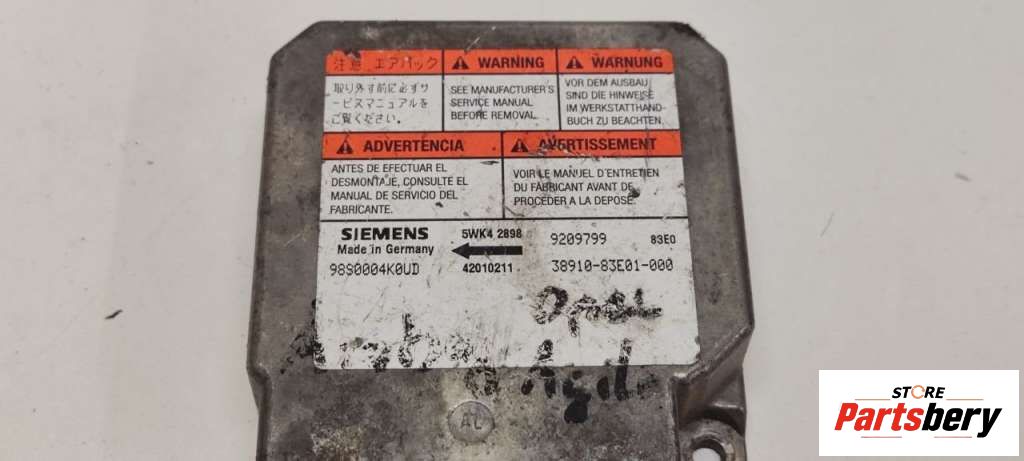 注意 エアバック
取り外す前に必ずサ
ービスマニュアルを
ご覧ください。
WARNING
SEE MANUFACTURER'S
SERVICE MANUAL
BEFORE REMOVAL.
WARNUNG
VOR DEM AUSBAU
SIND DIE HINWEISE
IM WERKSTATTHAND-
BUCH ZU BEACHTEN.
ADVERTENCIA
ANTES DE EFECTUAR EL
DESMONTAJE, CONSULTE EL
MANUAL DE SERVICIO DEL
FABRICANTE.
AVERTISSEMENT
VOIR LE MANUEL D'ENTRETIEN
DU FABRICANT AVANT DE
PROCÉDER A LA DEPOSE.
SIEMENS 5WK4 2898 9209799 83E0
Made in Germany
98S0004K0UD 42010211 38910-83E01-000
Opel
AL
STORE
Partsbery